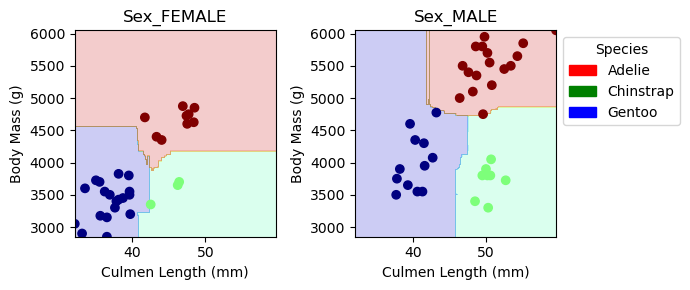 Sex_FEMALE
Body Mass (g)
6000
5500
5000
4500
4000
3500
3000
40
50
Culmen Length (mm)
Sex_MALE
Body Mass (g)
6000
5500
5000
4500
4000
3500
3000
40
50
Culmen Length (mm)
Species
Adelie
Chinstrap
Gentoo